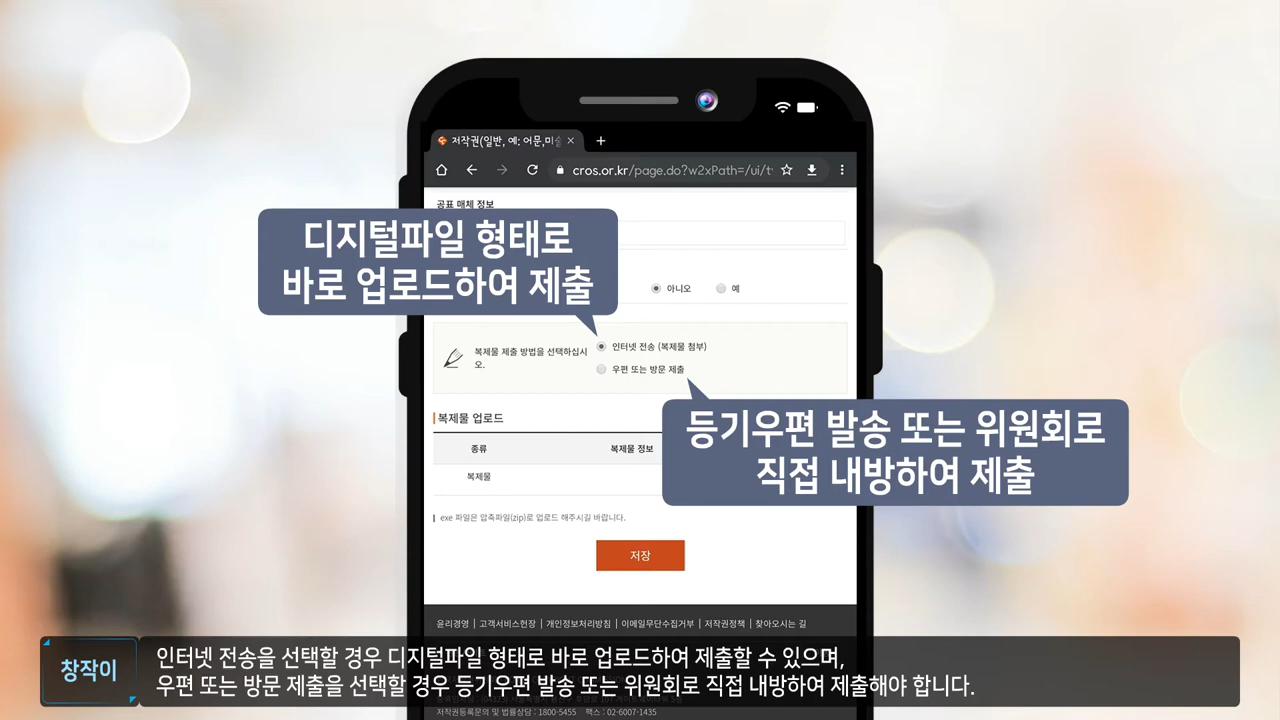 저작권(일반, 예: 어문,미술
cros.or.kr/page.do?w2xPath=/ui/t
공표 매체 정보
디지털파일 형태로
바로 업로드하여 제출
아니오 예
복제물 제출 방법을 선택하십시
오.
인터넷 전송 (복제물 첨부)
우편 또는 방문 제출
등기우편 발송 또는 위원회로
직접 내방하여 제출
복제물 업로드
종류 복제물 정보
복제물
exe 파일은 압축파일(zip)로 업로드 해주시길 바랍니다.
저장
윤리경영 | 고객서비스헌장 | 개인정보처리방침 | 이메일무단수집거부 | 저작권정책 | 찾아오시는 길
창작이
인터넷 전송을 선택할 경우 디지털파일 형태로 바로 업로드하여 제출할 수 있으며,
우편 또는 방문 제출을 선택할 경우 등기우편 발송 또는 위원회로 직접 내방하여 제출해야 합니다.
저작권등록문의 및 법률상담 : 1800-5455 팩스 : 02-6007-1435